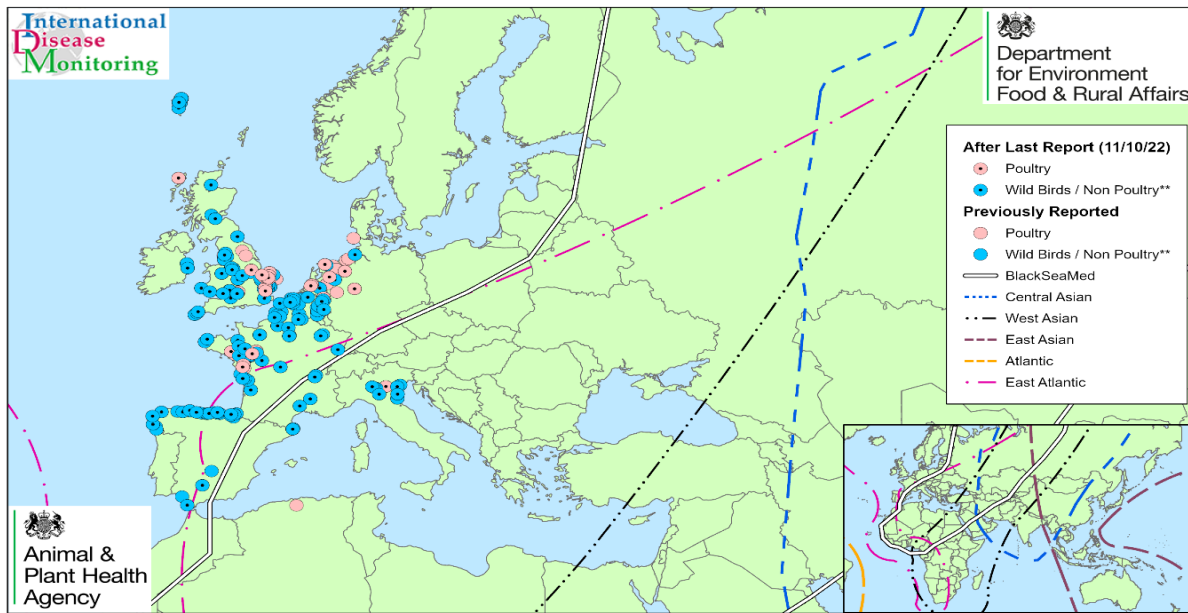 International
Disease
Monitoring
Department
for Environment
Food & Rural Affairs
After Last Report (11/10/22)
Poultry
Wild Birds / Non Poultry**
Previously Reported
Poultry
Wild Birds / Non Poultry**
BlackSeaMed
Central Asian
West Asian
East Asian
Atlantic
East Atlantic
Animal &
Plant Health
Agency